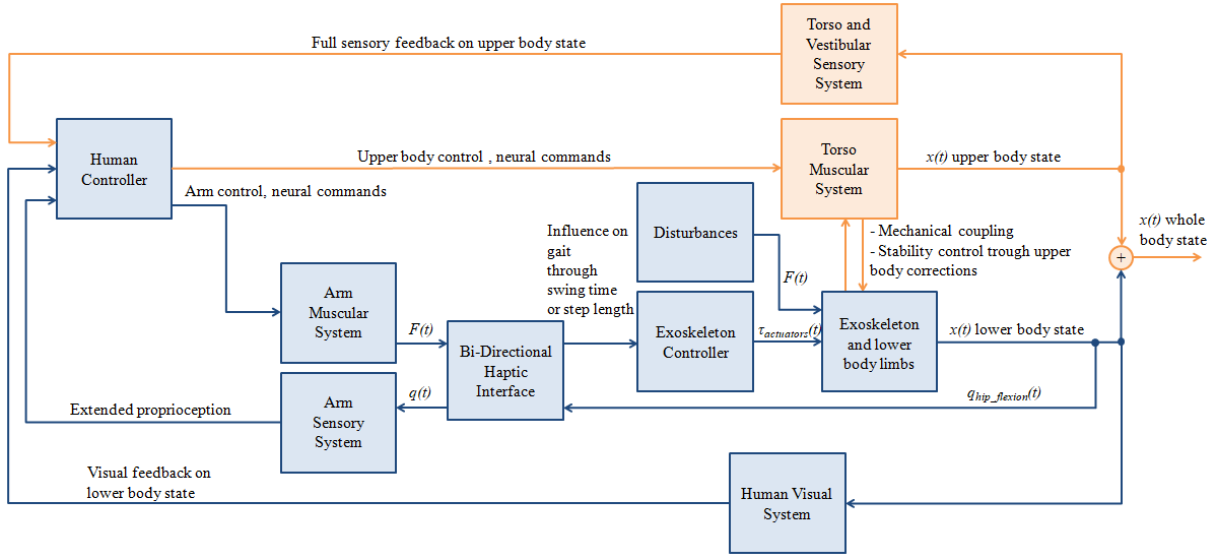 Torso and
Vestibular
Sensory
System
Full sensory feedback on upper body state
Human
Controller
Upper body control , neural commands
Torso
Muscular
System
x(t) upper body state
Arm control, neural commands
x(t) whole
body state
+
Influence on
gait
through
swing time
or step length
Disturbances
- Mechanical coupling
- Stability control trough upper
body corrections
F(t)
Arm
Muscular
System
F(t)
Bi-Directional
Haptic
Interface
Exoskeleton
Controller
τactuators(t)
Exoskeleton
and lower
body limbs
x(t) lower body state
q(t)
qhip_flexion(t)
Extended proprioception
Arm
Sensory
System
Visual feedback on
lower body state
Human Visual
System